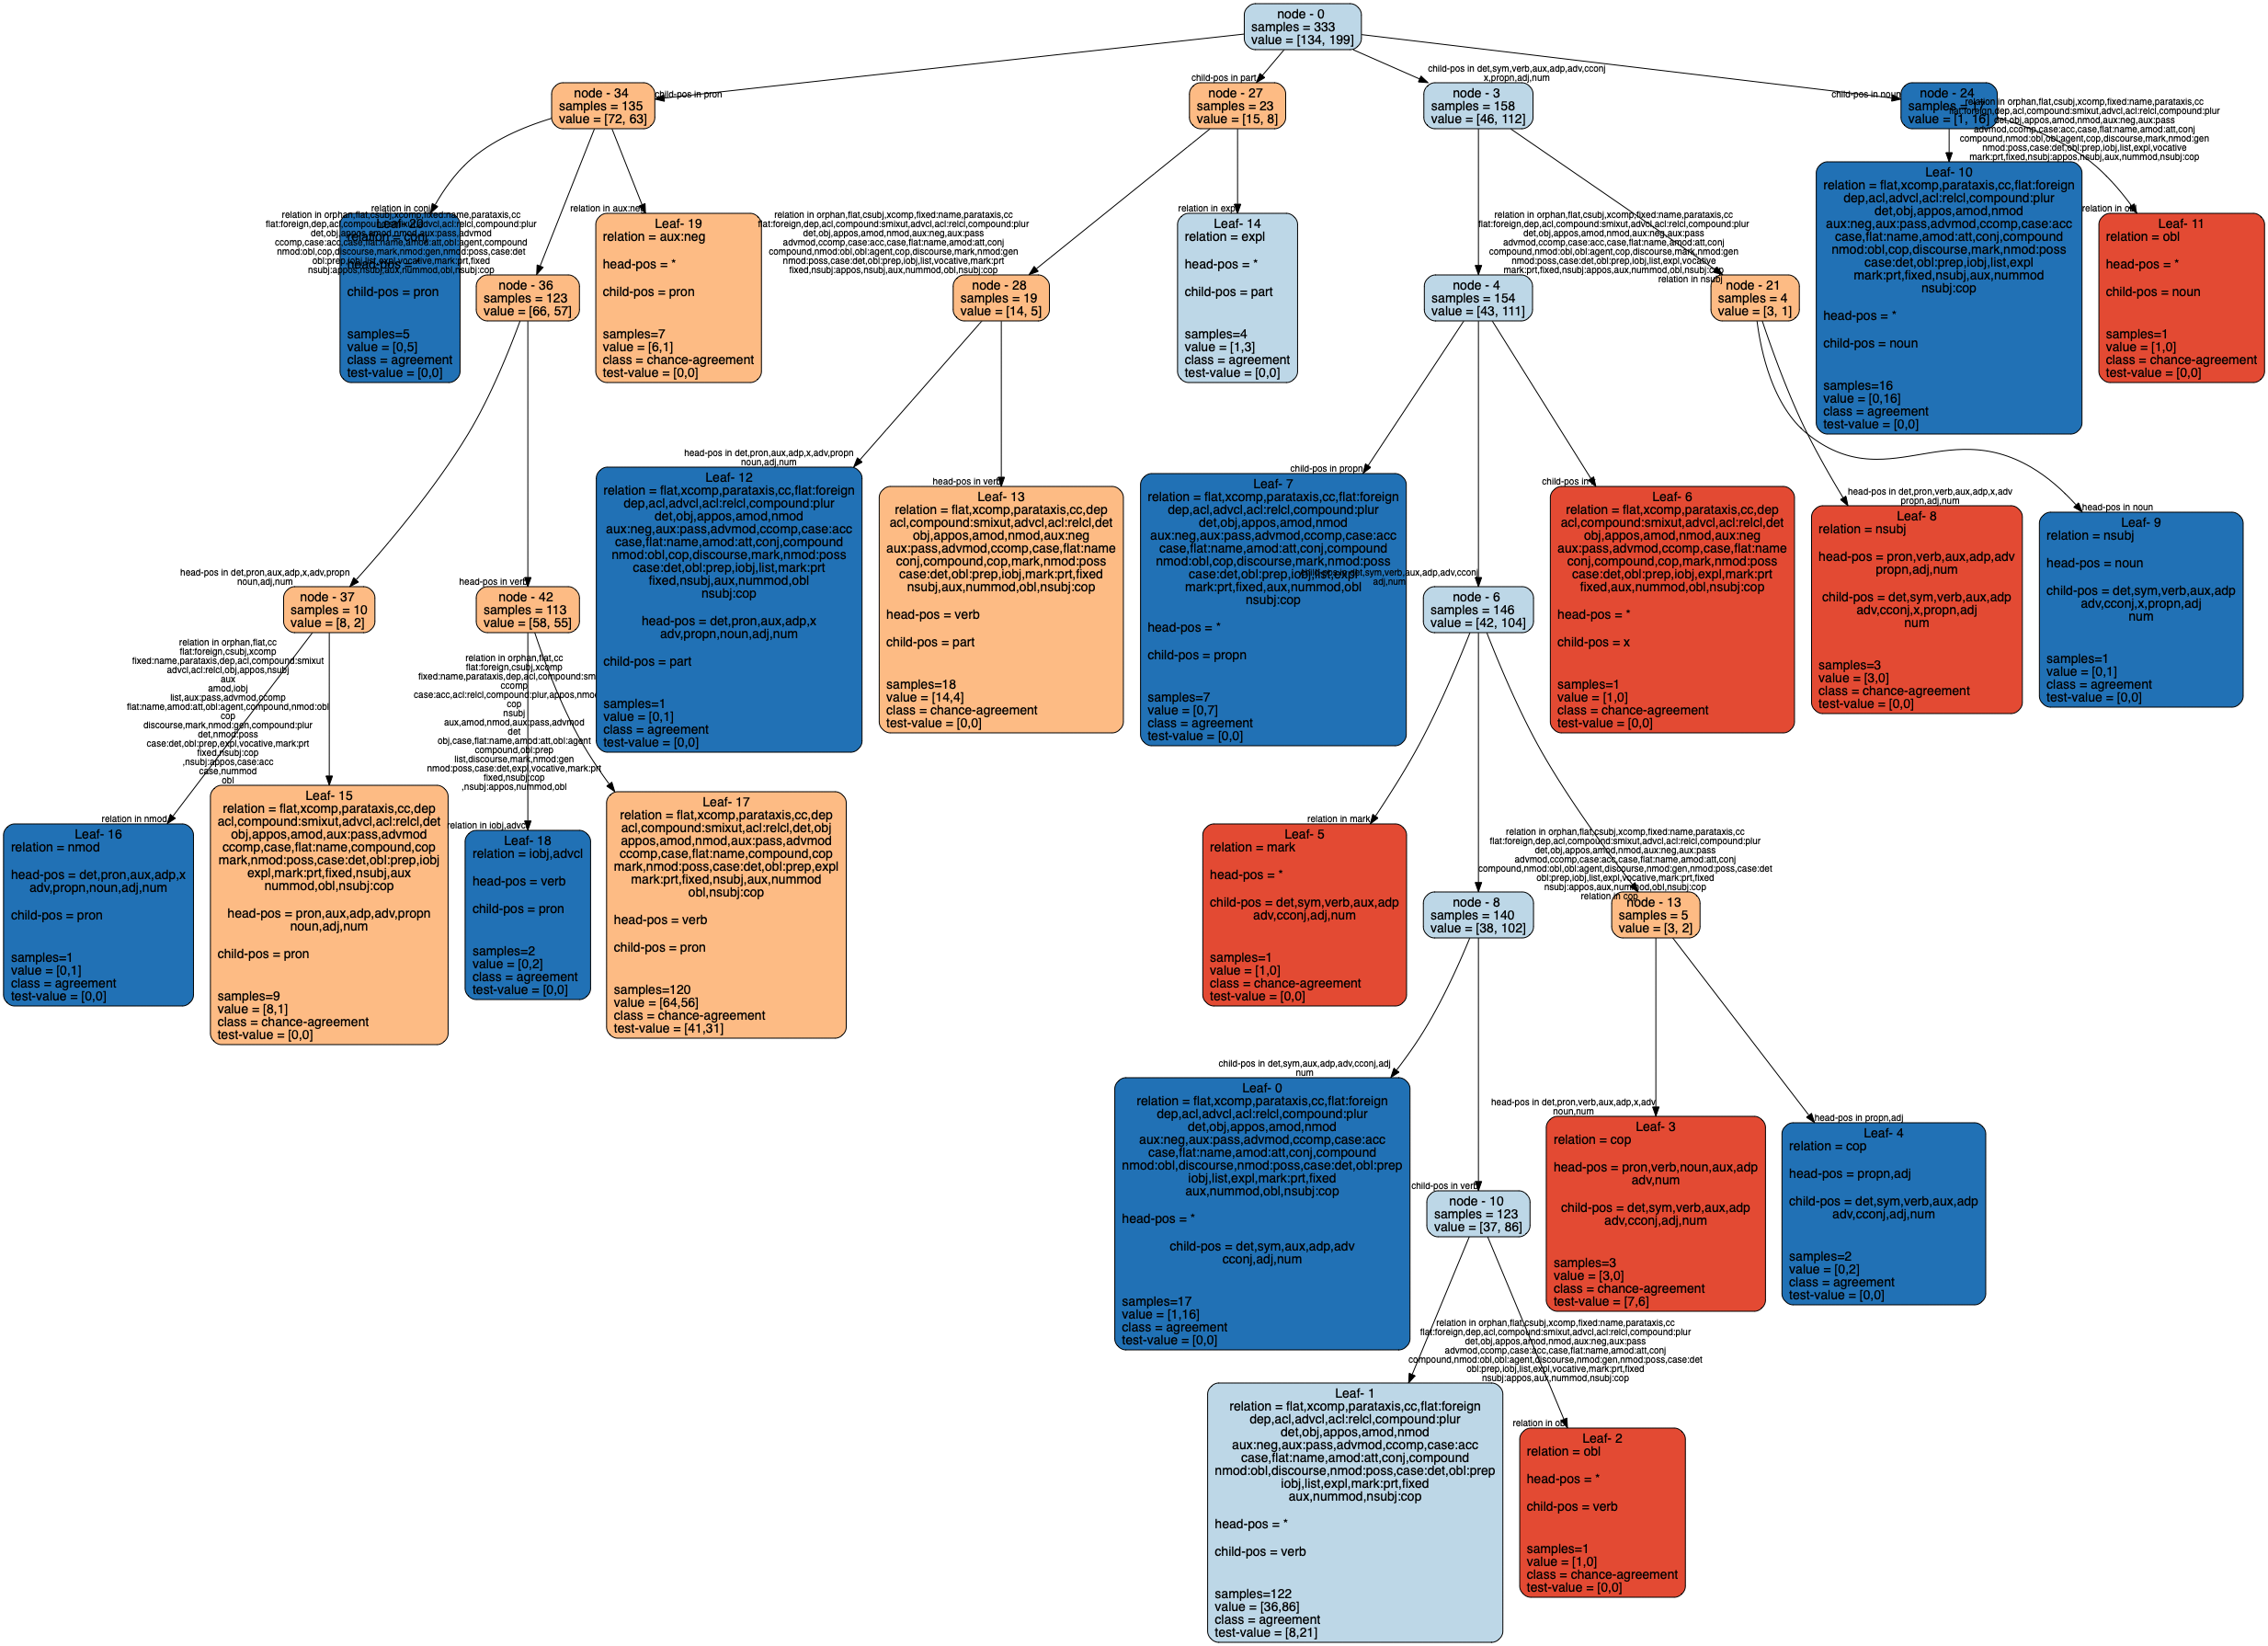 node - 0
samples = 333
value = [134, 199]
child-pos in pron
child-pos in part
child-pos in det,sym,verb,aux,adp,adv,cconj
x,propn,adj,num
child-pos in noun
node - 34
samples = 135
value = [72, 63]
node - 27
samples = 23
value = [15, 8]
node - 3
samples = 158
value = [46, 112]
node - 24
value = [1, 16]
relation in orphan,flat,csubj,xcomp,fixed:name,parataxis,cc
flat:foreign,dep,acl,compound:smixut,advcl,acl:relcl,compound:plur
det,obj,appos,amod,nmod,aux:neg,aux:pass
advmod,ccomp,case:acc,case,flat:name,amod:att,conj
compound,nmod:obl,obl:agent,cop,discourse,mark,nmod:gen
nmod:poss,case:det,obl:prep,iobj,list,expl,vocative
mark:prt,fixed,nsubj:appos,nsubj,aux,nummod,nsubj:cop
relation in conj
relation in orphan,flat,csubj,xcomp,fixed:name,parataxis,cc
flat:foreign,dep,acl,compound:smixut,advcl,acl:relcl,compound:plur
det,obj,appos,amod,nmod,aux:pass,advmod
ccomp,case:acc,case,flat:name,amod:att,obl:agent,compound
nmod:obl,cop,discourse,mark,nmod:gen,nmod:poss,case:det
obl:prep,iobj,list,expl,vocative,mark:prt,fixed
nsubj:appos,nsubj,aux,nummod,obl,nsubj:cop
child-pos = pron
samples=5
value = [0,5]
class = agreement
test-value = [0,0]
relation in aux:neg
Leaf- 19
relation = aux:neg
head-pos = *
child-pos = pron
samples=7
value = [6,1]
class = chance-agreement
test-value = [0,0]
relation in orphan,flat,csubj,xcomp,fixed:name,parataxis,cc
flat:foreign,dep,acl,compound:smixut,advcl,acl:relcl,compound:plur
det,obj,appos,amod,nmod,aux:neg,aux:pass
advmod,ccomp,case:acc,case,flat:name,amod:att,conj
compound,nmod:obl,obl:agent,cop,discourse,mark,nmod:gen
nmod:poss,case:det,obl:prep,iobj,list,vocative,mark:prt
fixed,nsubj:appos,nsubj,aux,nummod,obl,nsubj:cop
relation in expl
Leaf- 14
relation = expl
head-pos = *
child-pos = part
samples=4
value = [1,3]
class = agreement
test-value = [0,0]
relation in orphan,flat,csubj,xcomp,fixed:name,parataxis,cc
flat:foreign,dep,acl,compound:smixut,advcl,acl:relcl,compound:plur
det,obj,appos,amod,nmod,aux:neg,aux:pass
advmod,ccomp,case:acc,case,flat:name,amod:att,conj
compound,nmod:obl,obl:agent,cop,discourse,mark,nmod:gen
nmod:poss,case:det,obl:prep,iobj,list,expl,vocative
mark:prt,fixed,nsubj:appos,aux,nummod,obl,nsubj:cop
relation in nsubj
Leaf- 10
relation = flat,xcomp,parataxis,cc,flat:foreign
dep,acl,advcl,acl:relcl,compound:plur
det,obj,appos,amod,nmod
aux:neg,aux:pass,advmod,ccomp,case:acc
case,flat:name,amod:att,conj,compound
nmod:obl,cop,discourse,mark,nmod:poss
case:det,obl:prep,iobj,list,expl
mark:prt,fixed,nsubj,aux,nummod
nsubj:cop
head-pos = *
child-pos = noun
samples=16
value = [0,16]
class = agreement
test-value = [0,0]
relation in obl
Leaf- 11
relation = obl
head-pos = *
child-pos = noun
samples=1
value = [1,0]
class = chance-agreement
test-value = [0,0]
node - 36
samples = 123
value = [66, 57]
node - 28
samples = 19
value = [14, 5]
node - 4
samples = 154
value = [43, 111]
node - 21
samples = 4
value = [3, 1]
head-pos in det,pron,aux,adp,x,adv,propn
noun,adj,num
Leaf- 12
relation = flat,xcomp,parataxis,cc,flat:foreign
dep,acl,advcl,acl:relcl,compound:plur
det,obj,appos,amod,nmod
aux:neg,aux:pass,advmod,ccomp,case:acc
case,flat:name,amod:att,conj,compound
nmod:obl,cop,discourse,mark,nmod:poss
case:det,obl:prep,iobj,list,mark:prt
fixed,nsubj,aux,nummod,obl
nsubj:cop
head-pos = det,pron,aux,adp,x
adv,propn,noun,adj,num
child-pos = part
samples=1
value = [0,1]
class = agreement
test-value = [0,0]
head-pos in verb
Leaf- 13
relation = flat,xcomp,parataxis,cc,dep
acl,compound:smixut,advcl,acl:relcl,det
obj,appos,amod,nmod,aux:neg
aux:pass,advmod,ccomp,case,flat:name
conj,compound,cop,mark,nmod:poss
case:det,obl:prep,iobj,mark:prt,fixed
nsubj,aux,nummod,obl,nsubj:cop
head-pos = verb
child-pos = part
samples=18
value = [14,4]
class = chance-agreement
test-value = [0,0]
child-pos in propn
Leaf- 7
relation = flat,xcomp,parataxis,cc,flat:foreign
dep,acl,advcl,acl:relcl,compound:plur
det,obj,appos,amod,nmod
aux:neg,aux:pass,advmod,ccomp,case:acc
case,flat:name,amod:att,conj,compound
nmod:obl,cop,discourse,mark,nmod:poss
case:det,obl:prep,iobj,list,expl
mark:prt,fixed,aux,nummod,obl
nsubj:cop
head-pos = *
child-pos = propn
samples=7
value = [0,7]
class = agreement
test-value = [0,0]
child-pos in det,sym,verb,aux,adp,adv,cconj
adj,num
child-pos in
Leaf- 6
relation = flat,xcomp,parataxis,cc,dep
acl,compound:smixut,advcl,acl:relcl,det
obj,appos,amod,nmod,aux:neg
aux:pass,advmod,ccomp,case,flat:name
conj,compound,cop,mark,nmod:poss
case:det,obl:prep,iobj,expl,mark:prt
fixed,aux,nummod,obl,nsubj:cop
head-pos = *
child-pos = x
samples=1
value = [1,0]
class = chance-agreement
test-value = [0,0]
head-pos in det,pron,verb,aux,adp,x,adv
propn,adj,num
Leaf- 8
relation = nsubj
head-pos = pron,verb,aux,adp,adv
propn,adj,num
child-pos = det,sym,verb,aux,adp
adv,cconj,x,propn,adj
num
samples=3
value = [3,0]
class = chance-agreement
test-value = [0,0]
head-pos in noun
Leaf- 9
relation = nsubj
head-pos = noun
child-pos = det,sym,verb,aux,adp
adv,cconj,x,propn,adj
num
samples=1
value = [0,1]
class = agreement
test-value = [0,0]
head-pos in det,pron,aux,adp,x,adv,propn
noun,adj,num
node - 37
samples = 10
value = [8, 2]
head-pos in verb
node - 42
samples = 113
value = [58, 55]
node - 6
samples = 146
value = [42, 104]
relation in orphan,flat,cc
flat:foreign,csubj,xcomp
fixed:name,parataxis,dep,acl,compound:smixut
advcl,acl:relcl,obj,appos,nsubj
aux
amod,iobj
list,aux:pass,advmod,ccomp
flat:name,amod:att,obl:agent,compound,nmod:obl
cop
discourse,mark,nmod:gen,compound:plur
det,nmod:poss
case:det,obl:prep,expl,vocative,mark:prt
fixed,nsubj:cop
,nsubj:appos,case:acc
case,nummod
obl
relation in orphan,flat,cc
flat:foreign,csubj,xcomp
fixed:name,parataxis,dep,acl,compound:sm
ccomp
case:acc,acl:relcl,compound:plur,appos,nmod
cop
nsubj
aux,amod,nmod,aux:pass,advmod
det
obj,case,flat:name,amod:att,obl:agent
compound,obl:prep
list,discourse,mark,nmod:gen
nmod:poss,case:det,expl,vocative,mark:prt
fixed,nsubj:cop
,nsubj:appos,nummod,obl
relation in nmod
Leaf- 16
relation = nmod
head-pos = det,pron,aux,adp,x
adv,propn,noun,adj,num
child-pos = pron
samples=1
value = [0,1]
class = agreement
test-value = [0,0]
Leaf- 15
relation = flat,xcomp,parataxis,cc,dep
acl,compound:smixut,advcl,acl:relcl,det
obj,appos,amod,aux:pass,advmod
ccomp,case,flat:name,compound,cop
mark,nmod:poss,case:det,obl:prep,iobj
expl,mark:prt,fixed,nsubj,aux
nummod,obl,nsubj:cop
head-pos = pron,aux,adp,adv,propn
noun,adj,num
child-pos = pron
samples=9
value = [8,1]
class = chance-agreement
test-value = [0,0]
relation in iobj,advcl
Leaf- 18
relation = iobj,advcl
head-pos = verb
child-pos = pron
samples=2
value = [0,2]
class = agreement
test-value = [0,0]
Leaf- 17
relation = flat,xcomp,parataxis,cc,dep
acl,compound:smixut,acl:relcl,det,obj
appos,amod,nmod,aux:pass,advmod
ccomp,case,flat:name,compound,cop
mark,nmod:poss,case:det,obl:prep,expl
mark:prt,fixed,nsubj,aux,nummod
obl,nsubj:cop
head-pos = verb
child-pos = pron
samples=120
value = [64,56]
class = chance-agreement
test-value = [41,31]
relation in mark
Leaf- 5
relation = mark
head-pos = *
child-pos = det,sym,verb,aux,adp
adv,cconj,adj,num
samples=1
value = [1,0]
class = chance-agreement
test-value = [0,0]
relation in orphan,flat,csubj,xcomp,fixed:name,parataxis,cc
flat:foreign,dep,acl,compound:smixut,advcl,acl:relcl,compound:plur
det,obj,appos,amod,nmod,aux:neg,aux:pass
advmod,ccomp,case:acc,case,flat:name,amod:att,conj
compound,nmod:obl,obl:agent,discourse,nmod:gen,nmod:poss,case:det
obl:prep,iobj,list,expl,vocative,mark:prt,fixed
nsubj:appos,aux,nummod,obl,nsubj:cop
relation in cop
node - 8
samples = 140
value = [38, 102]
node - 13
samples = 5
value = [3, 2]
child-pos in det,sym,aux,adp,adv,cconj,adj
num
Leaf- 0
relation = flat,xcomp,parataxis,cc,flat:foreign
dep,acl,advcl,acl:relcl,compound:plur
det,obj,appos,amod,nmod
aux:neg,aux:pass,advmod,ccomp,case:acc
case,flat:name,amod:att,conj,compound
nmod:obl,discourse,nmod:poss,case:det,obl:prep
iobj,list,expl,mark:prt,fixed
aux,nummod,obl,nsubj:cop
head-pos = *
child-pos = det,sym,aux,adp,adv
cconj,adj,num
samples=17
value = [1,16]
class = agreement
test-value = [0,0]
child-pos in verb
node - 10
samples = 123
value = [37, 86]
head-pos in det,pron,verb,aux,adp,x,adv
noun,num
Leaf- 3
relation = cop
head-pos = pron,verb,noun,aux,adp
adv,num
child-pos = det,sym,verb,aux,adp
adv,cconj,adj,num
samples=3
value = [3,0]
class = chance-agreement
test-value = [7,6]
head-pos in propn,adj
Leaf- 4
relation = cop
head-pos = propn,adj
child-pos = det,sym,verb,aux,adp
adv,cconj,adj,num
samples=2
value = [0,2]
class = agreement
test-value = [0,0]
relation in orphan,flat,csubj,xcomp,fixed:name,parataxis,cc
flat:foreign,dep,acl,compound:smixut,advcl,acl:relcl,compound:plur
det,obj,appos,amod,nmod,aux:neg,aux:pass
advmod,ccomp,case:acc,case,flat:name,amod:att,conj
compound,nmod:obl,obl:agent,discourse,nmod:gen,nmod:poss,case:det
obl:prep,iobj,list,expl,vocative,mark:prt,fixed
nsubj:appos,aux,nummod,nsubj:cop
Leaf- 1
relation = flat,xcomp,parataxis,cc,flat:foreign
dep,acl,advcl,acl:relcl,compound:plur
det,obj,appos,amod,nmod
aux:neg,aux:pass,advmod,ccomp,case:acc
case,flat:name,amod:att,conj,compound
nmod:obl,discourse,nmod:poss,case:det,obl:prep
iobj,list,expl,mark:prt,fixed
aux,nummod,nsubj:cop
head-pos = *
child-pos = verb
samples=122
value = [36,86]
class = agreement
test-value = [8,21]
relation in obl
Leaf- 2
relation = obl
head-pos = *
child-pos = verb
samples=1
value = [1,0]
class = chance-agreement
test-value = [0,0]